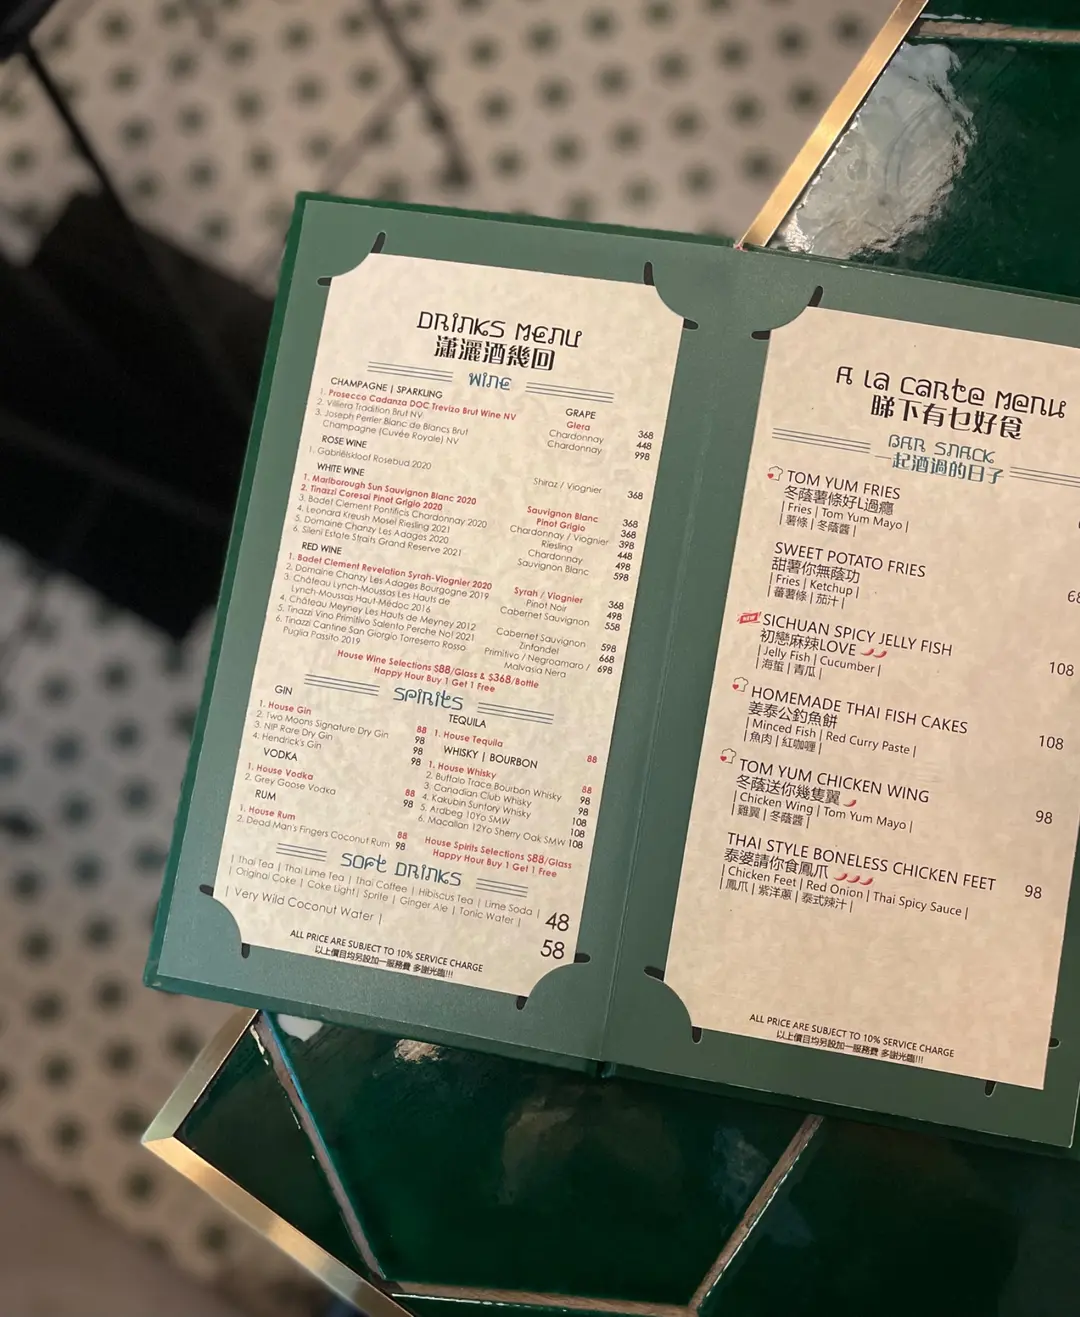 DRINKS MENU
瀟灑酒幾回
WINE
CHAMPAGNE | SPARKLING
GRAPE
1. Prosecco Cadanza DOC Trevizo Brut Wine NV Glera 368
2. Villiera Tradition Brut NV Chardonnay 448
3. Joseph Perrier Blanc de Blancs Brut Chardonnay 998
Champagne (Cuvée Royale) NV
ROSE WINE
1. Gabriëlskloof Rosebud 2020 Shiraz / Viognier 368
WHITE WINE
1. Marlborough Sun Sauvignon Blanc 2020 Sauvignon Blanc 368
2. Tinazzi Coresai Pinot Grigio 2020 Pinot Grigio 368
3. Badet Clement Pontificis Chardonnay 2020 Chardonnay / Viognier 398
4. Leonard Kreush Mosel Riesling 2021 Riesling 448
5. Domaine Chanzy Les Adages 2020 Chardonnay 498
6. Sileni Estate Straits Grand Reserve 2021 Sauvignon Blanc 598
RED WINE
1. Badet Clement Revelation Syrah-Viognier 2020 Syrah / Viognier 368
2. Domaine Chanzy Les Adages Bourgogne 2019 Pinot Noir 498
3. Château Lynch-Moussas Les Hauts de Cabernet Sauvignon 558
Lynch-Moussas Haut-Médoc 2016
4. Château Meyney Les Hauts de Meyney 2012 Cabernet Sauvignon 598
5. Tinazzi Vino Primitivo Salento Perche No! 2021 Zinfandel 668
6. Tinazzi Cantine San Giorgio Torreserro Rosso Primitivo / Negroamaro / 698
Puglia Passito 2019 Malvasia Nera
House Wine Selections $88/Glass & $368/Bottle
Happy Hour Buy 1 Get 1 Free
SPIRITS
GIN
1. House Gin 88
2. Two Moons Signature Dry Gin 98
3. NIP Rare Dry Gin 98
4. Hendrick's Gin 98
VODKA
1. House Vodka 88
2. Grey Goose Vodka 98
RUM
1. House Rum 88
2. Dead Man's Fingers Coconut Rum 98
TEQUILA
1. House Tequila 88
WHISKY | BOURBON
1. House Whisky 88
2. Buffalo Trace Bourbon Whisky 98
3. Canadian Club Whisky 98
4. Kakubin Suntory Whisky 108
5. Ardbeg 10Yo SMW 108
6. Macallan 12Yo Sherry Oak SMW 108
House Spirits Selections $88/Glass
Happy Hour Buy 1 Get 1 Free
SOFT DRINKS
| Thai Tea | Thai Lime Tea | Thai Coffee | Hibiscus Tea | Lime Soda |
| Original Coke | Coke Light | Sprite | Ginger Ale | Tonic Water | 48
| Very Wild Coconut Water | 58
ALL PRICE ARE SUBJECT TO 10% SERVICE CHARGE
以上價目均另設加一服務費 多謝光臨!!!
A LA CARTE MENU
睇下有乜好食
BAR SNACK
一起酒過的日子
TOM YUM FRIES
冬蔭薯條好L過癮
| Fries | Tom Yum Mayo |
| 薯條 | 冬蔭醬 |
SWEET POTATO FRIES
甜薯你無蔭功
| Fries | Ketchup |
| 蕃薯條 | 茄汁 |
NEW SICHUAN SPICY JELLY FISH 108
初戀麻辣LOVE
| Jelly Fish | Cucumber |
| 海蜇 | 青瓜 |
HOMEMADE THAI FISH CAKES 108
姜泰公釣魚餅
| Minced Fish | Red Curry Paste |
| 魚肉 | 紅咖喱 |
TOM YUM CHICKEN WING 98
冬蔭送你幾隻翼
| Chicken Wing | Tom Yum Mayo |
| 雞翼 | 冬蔭醬 |
THAI STYLE BONELESS CHICKEN FEET 98
泰婆請你食鳳爪
| Chicken Feet | Red Onion | Thai Spicy Sauce |
| 鳳爪 | 紫洋蔥 | 泰式辣汁 |
ALL PRICE ARE SUBJECT TO 10% SERVICE CHARGE
以上價目均另設加一服務費 多謝光臨!!!